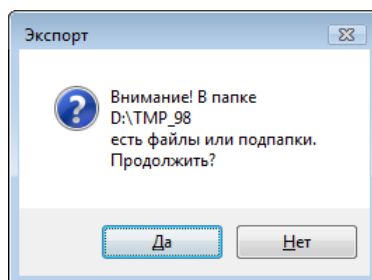 Экспорт
Внимание! В папке
D:\TMP_98
есть файлы или подпапки.
Продолжить?
Да
Нет